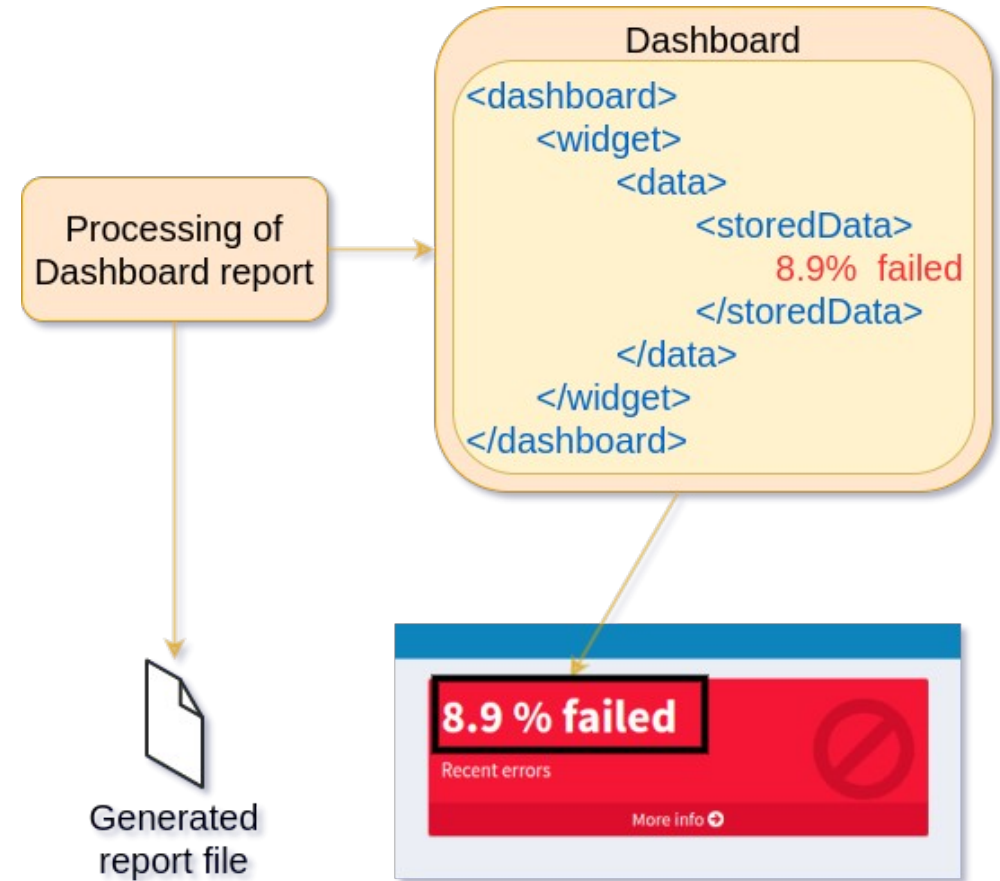 Dashboard
<dashboard>
<widget>
<data>
<storedData>
8.9% failed
</storedData>
</data>
</widget>
</dashboard>
Processing of
Dashboard report
8.9 % failed
Recent errors
More info
Generated
report file